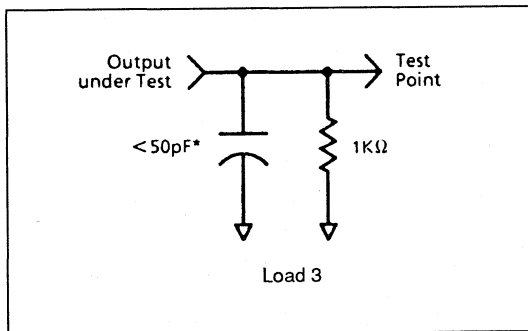 Output
under Test
Test
Point
<50pF*
1KΩ
Load 3